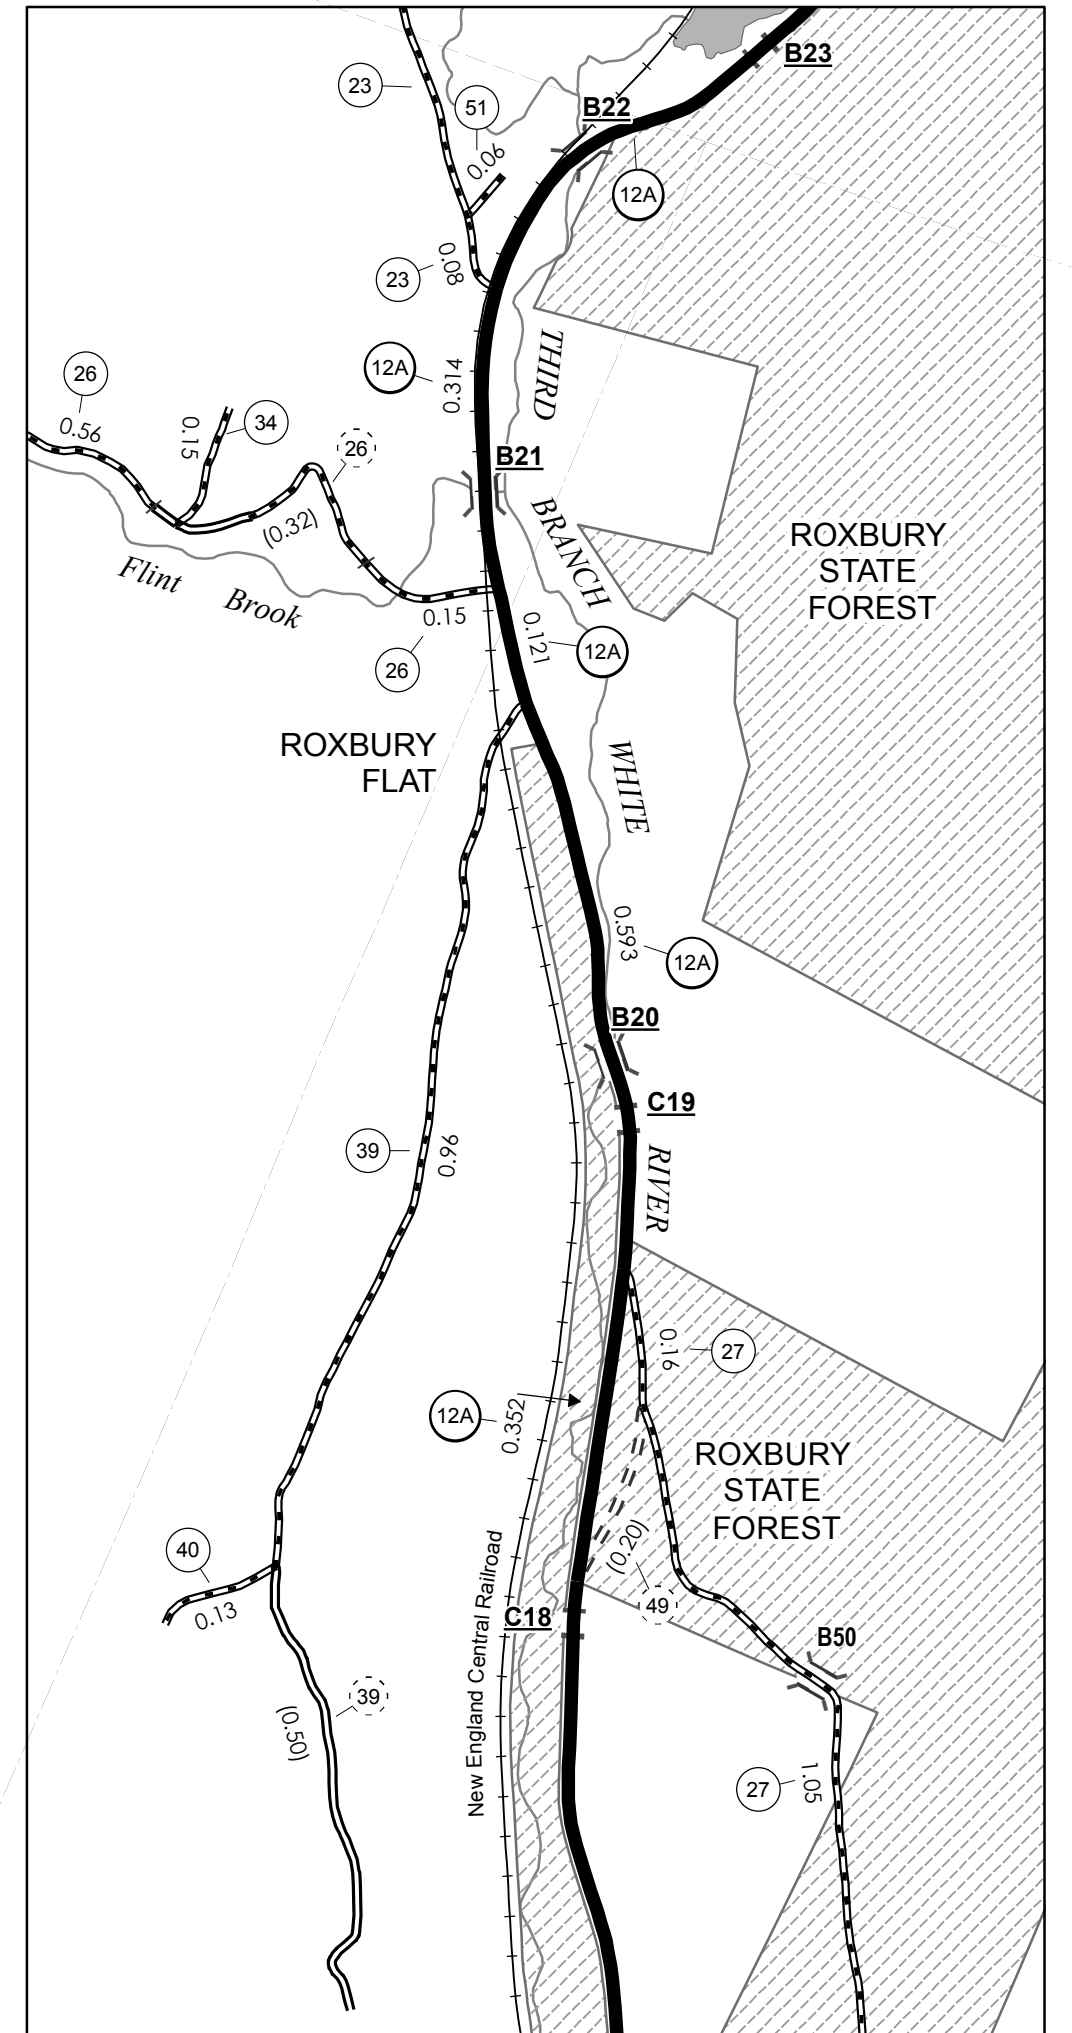 B23
23
51
B22
0.06
12A
0.08
23
12A
0.314
THIRD
26
0.56
0.15
34
26
B21
(0.32)
BRANCH
ROXBURY
STATE
FOREST
Flint Brook
0.15
0.121
12A
26
ROXBURY
FLAT
WHITE
0.593
12A
B20
C19
39
0.96
RIVER
0.16
27
12A
0.352
ROXBURY
STATE
FOREST
New England Central Railroad
40
0.13
(0.20)
49
C18
B50
39
(0.50)
27
1.05